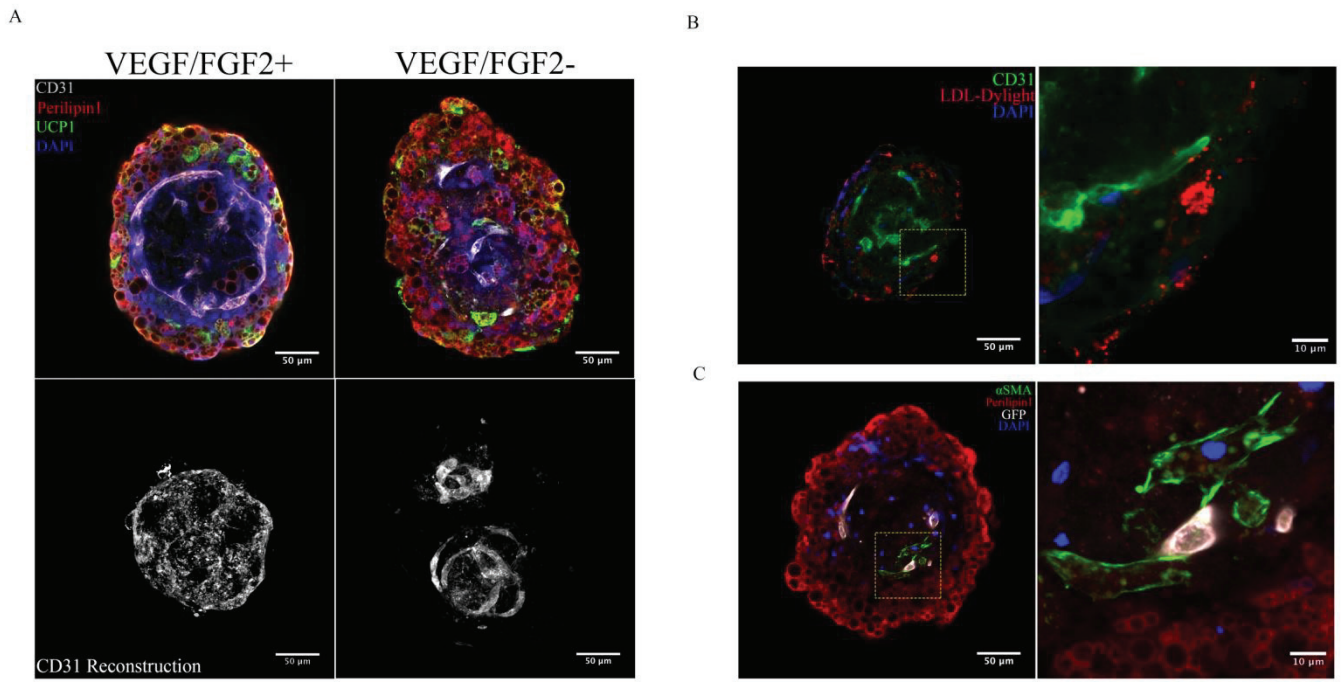 A
VEGF/FGF2+
VEGF/FGF2-
CD31
Perilipin1
UCP1
DAPI
50 µm
50 µm
CD31 Reconstruction
50 µm
50 µm
B
CD31
LDL-Dylight
DAPI
50 µm
10 µm
C
αSMA
Perilipin1
GFP
DAPI
50 µm
10 µm